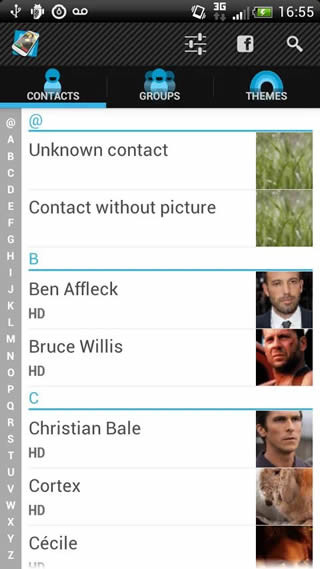 3G 16:55
CONTACTS GROUPS THEMES
@
A
B
C
D
E
F
G
H
I
J
K
L
M
N
O
P
Q
R
S
T
U
V
W
X
Y
Z
@
Unknown contact
Contact without picture
B
Ben Affleck
HD
Bruce Willis
HD
C
Christian Bale
HD
Cortex
HD
Cécile
HD